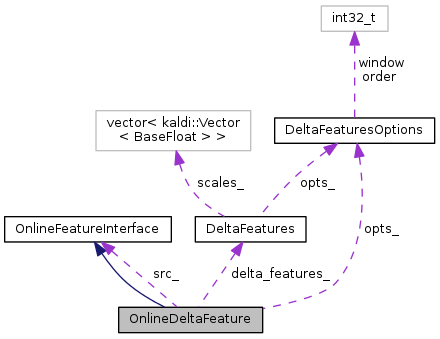 int32_t
window
order
vector< kaldi::Vector
< BaseFloat > >
DeltaFeaturesOptions
scales_
opts_
OnlineFeatureInterface
DeltaFeatures
opts_
src_
delta_features_
OnlineDeltaFeature